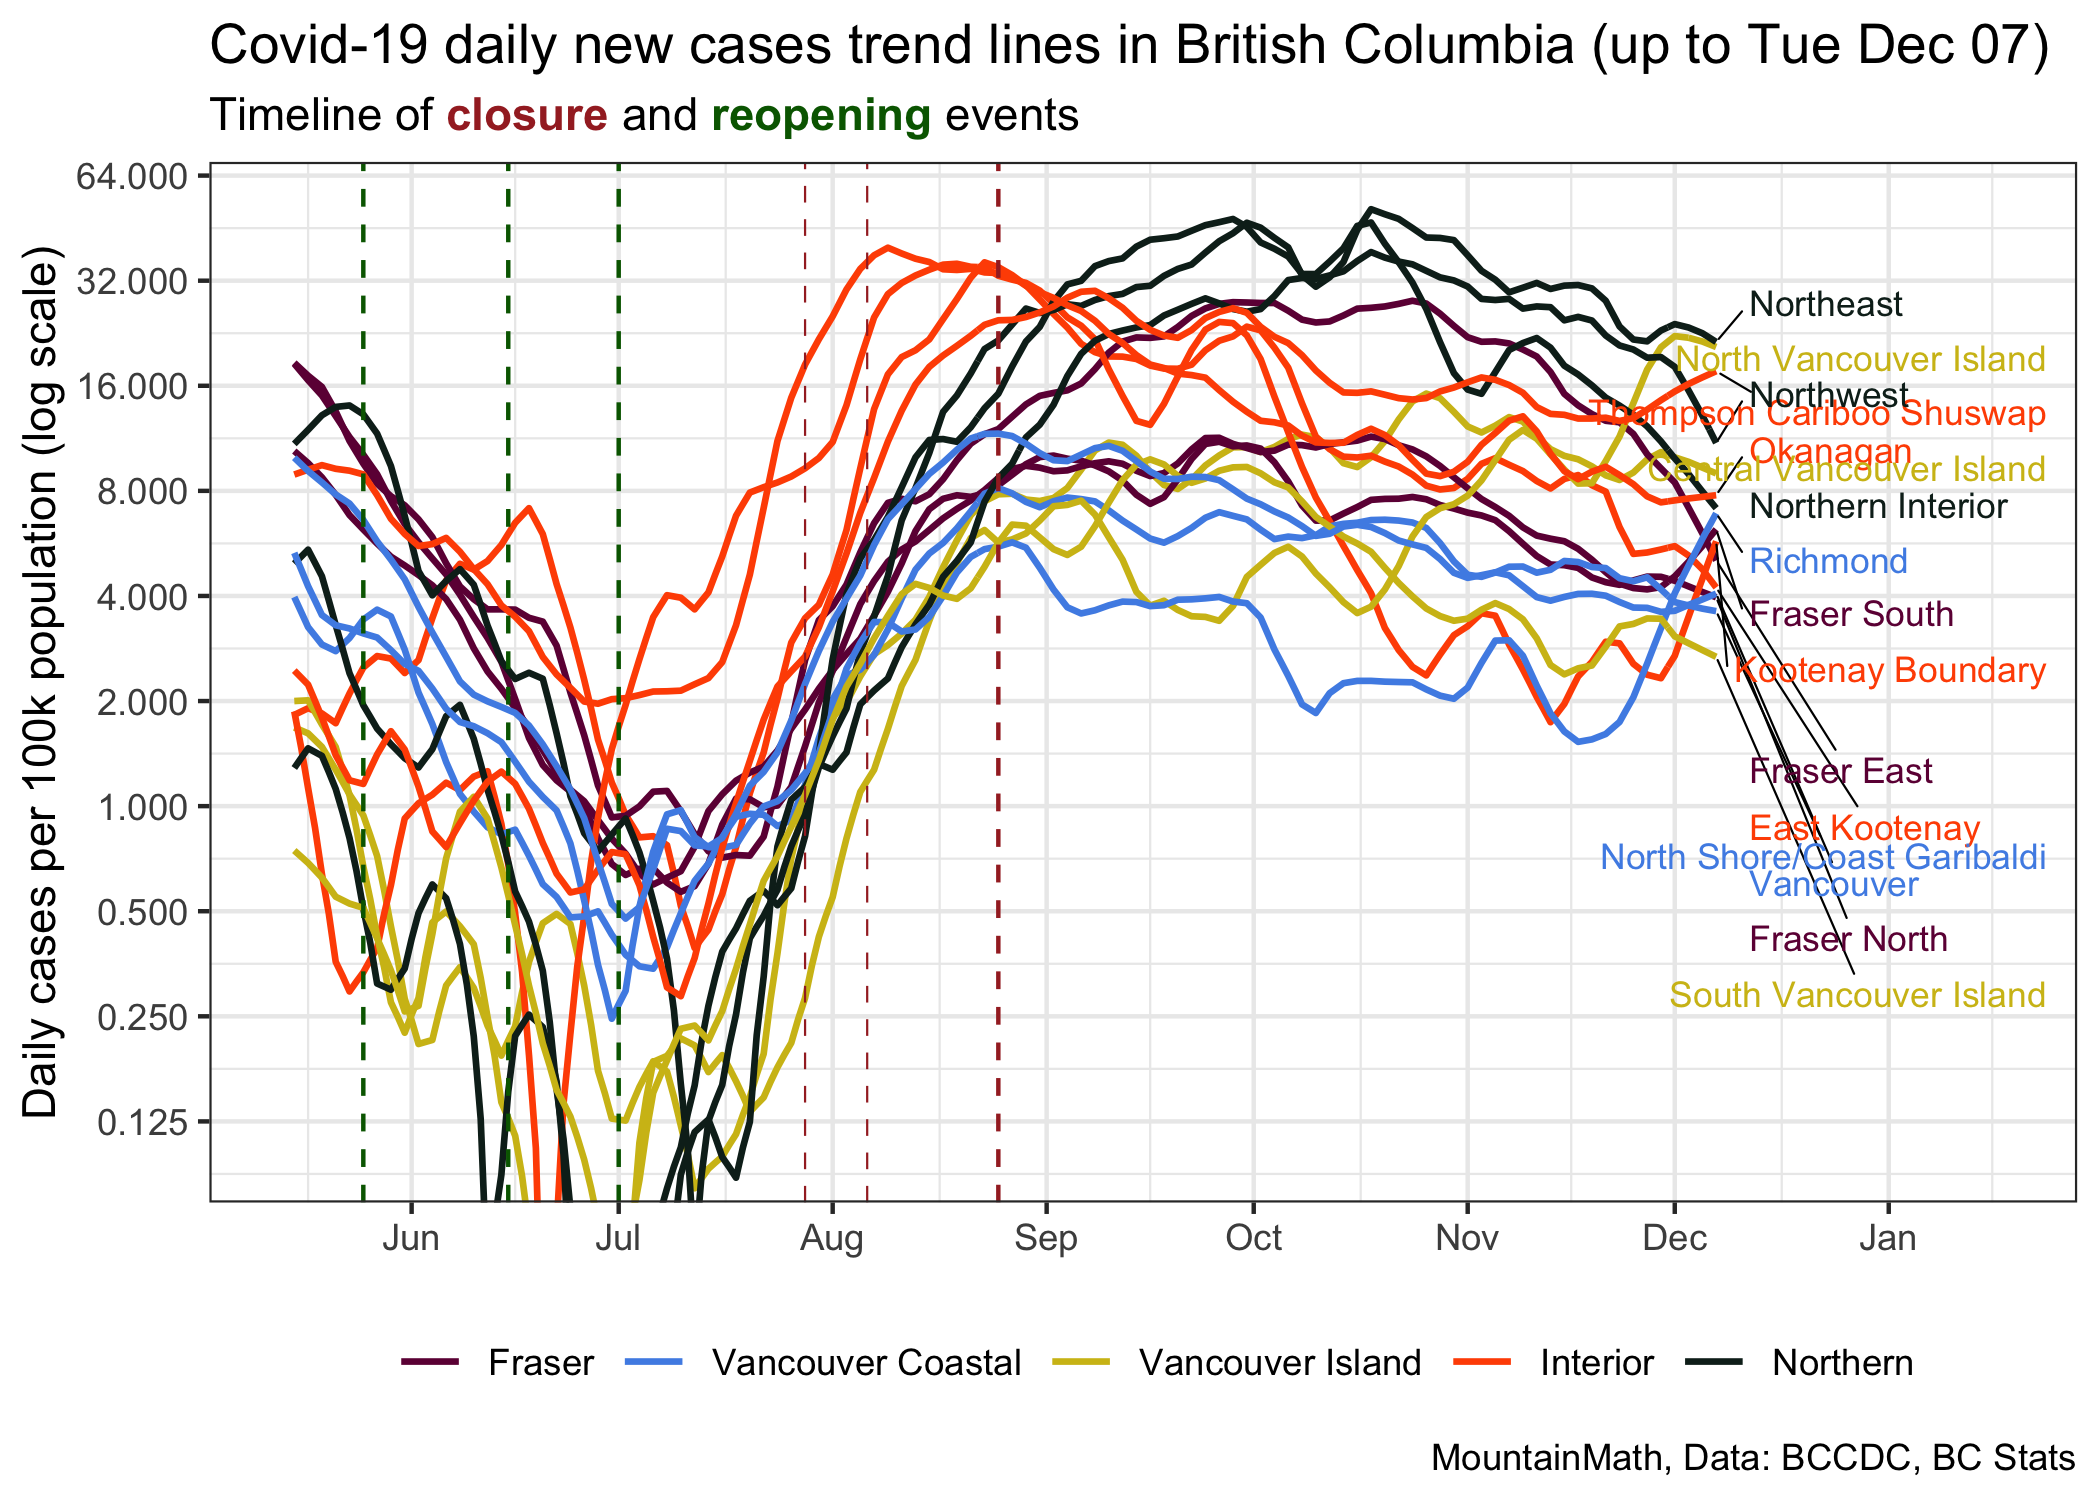 Covid-19 daily new cases trend lines in British Columbia (up to Tue Dec 07)
Timeline of closure and reopening events
Daily cases per 100k population (log scale)
64.000
32.000
16.000
8.000
4.000
2.000
1.000
0.500
0.250
0.125
Northeast
North Vancouver Island
Northwest
Thompson Cariboo Shuswap
Okanagan
Central Vancouver Island
Northern Interior
Richmond
Fraser South
Kootenay Boundary
Fraser East
East Kootenay
North Shore/Coast Garibaldi
Vancouver
Fraser North
South Vancouver Island
Jun Jul Aug Sep Oct Nov Dec Jan
Fraser Vancouver Coastal Vancouver Island Interior Northern
MountainMath, Data: BCCDC, BC Stats